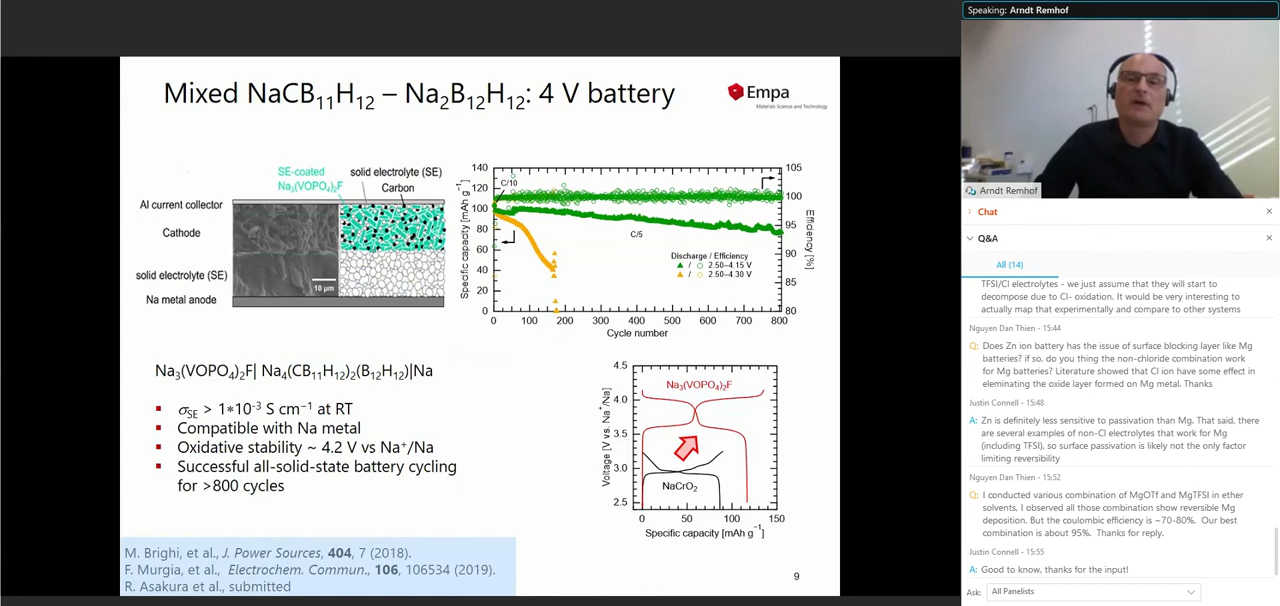 Speaking: Arndt Remhof
Mixed NaCB11H12 – Na2B12H12: 4 V battery
Empa
Materials Science and Technology
SE-coated
Na3(VOPO4)2F
solid electrolyte (SE)
Carbon
Al current collector
Cathode
solid electrolyte (SE)
Na metal anode
10 µm
140
120
100
80
60
40
20
0
Specific capacity [mAh g⁻¹]
C/10
C/5
Discharge / Efficiency
/ 2.50–4.15 V
/ 2.50–4.30 V
105
100
95
90
85
80
Efficiency [%]
0 100 200 300 400 500 600 700 800
Cycle number
Na3(VOPO4)2F| Na4(CB11H12)2(B12H12)|Na
▪ σSE > 1*10⁻³ S cm⁻¹ at RT
▪ Compatible with Na metal
▪ Oxidative stability ~ 4.2 V vs Na⁺/Na
▪ Successful all-solid-state battery cycling
for >800 cycles
4.5
4.0
3.5
3.0
2.5
Voltage [V vs. Na⁺/Na]
Na3(VOPO4)2F
NaCrO2
0 50 100 150
Specific capacity [mAh g⁻¹]
M. Brighi, et al., J. Power Sources, 404, 7 (2018).
F. Murgia, et al., Electrochem. Commun., 106, 106534 (2019).
R. Asakura et al., submitted
9
Arndt Remhof
Chat
Q&A
All (14)
TFSI/Cl electrolytes - we just assume that they will start to
decompose due to Cl- oxidation. It would be very interesting to
actually map that experimentally and compare to other systems
Nguyen Dan Thien - 15:44
Q: Does Zn ion battery has the issue of surface blocking layer like Mg
batteries? if so, do you thing the non-chloride combination work
for Mg batteries? Literature showed that Cl ion have some effect in
eleminating the oxide layer formed on Mg metal. Thanks
Justin Connell - 15:48
A: Zn is definitely less sensitive to passivation than Mg. That said, there
are several examples of non-Cl electrolytes that work for Mg
(including TFSI), so surface passivation is likely not the only factor
limiting reversibility
Nguyen Dan Thien - 15:52
Q: I conducted various combination of MgOTf and MgTFSI in ether
solvents, I observed all those combination show reversible Mg
deposition. But the coulombic efficiency is ~70-80%. Our best
combination is about 95%. Thanks for reply.
Justin Connell - 15:55
A: Good to know, thanks for the input!
Ask: All Panelists